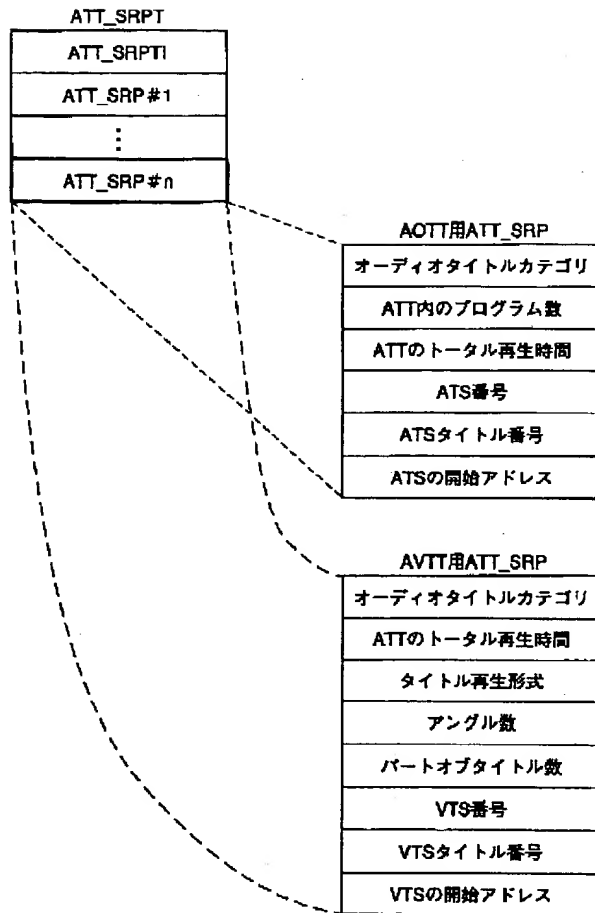 ATT_SRPT
ATT_SRPTI
ATT_SRP#1
⋮
ATT_SRP#n
AOTT用ATT_SRP
オーディオタイトルカテゴリ
ATT内のプログラム数
ATTのトータル再生時間
ATS番号
ATSタイトル番号
ATSの開始アドレス
AVTT用ATT_SRP
オーディオタイトルカテゴリ
ATTのトータル再生時間
タイトル再生形式
アングル数
パートオブタイトル数
VTS番号
VTSタイトル番号
VTSの開始アドレス